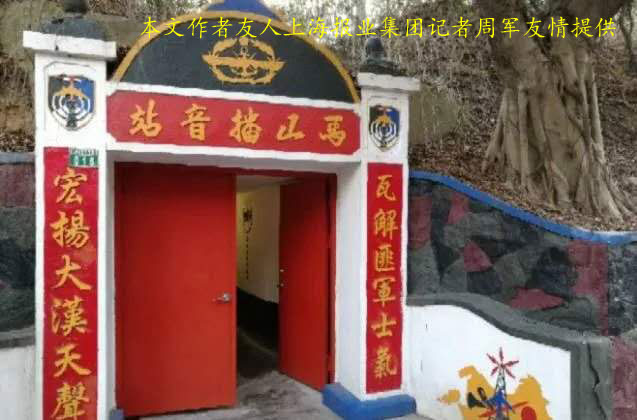 本文作者友人上海报业集团记者周军友情提供
馬山播音站
瓦解匪軍士氣
宏揚大漢天聲